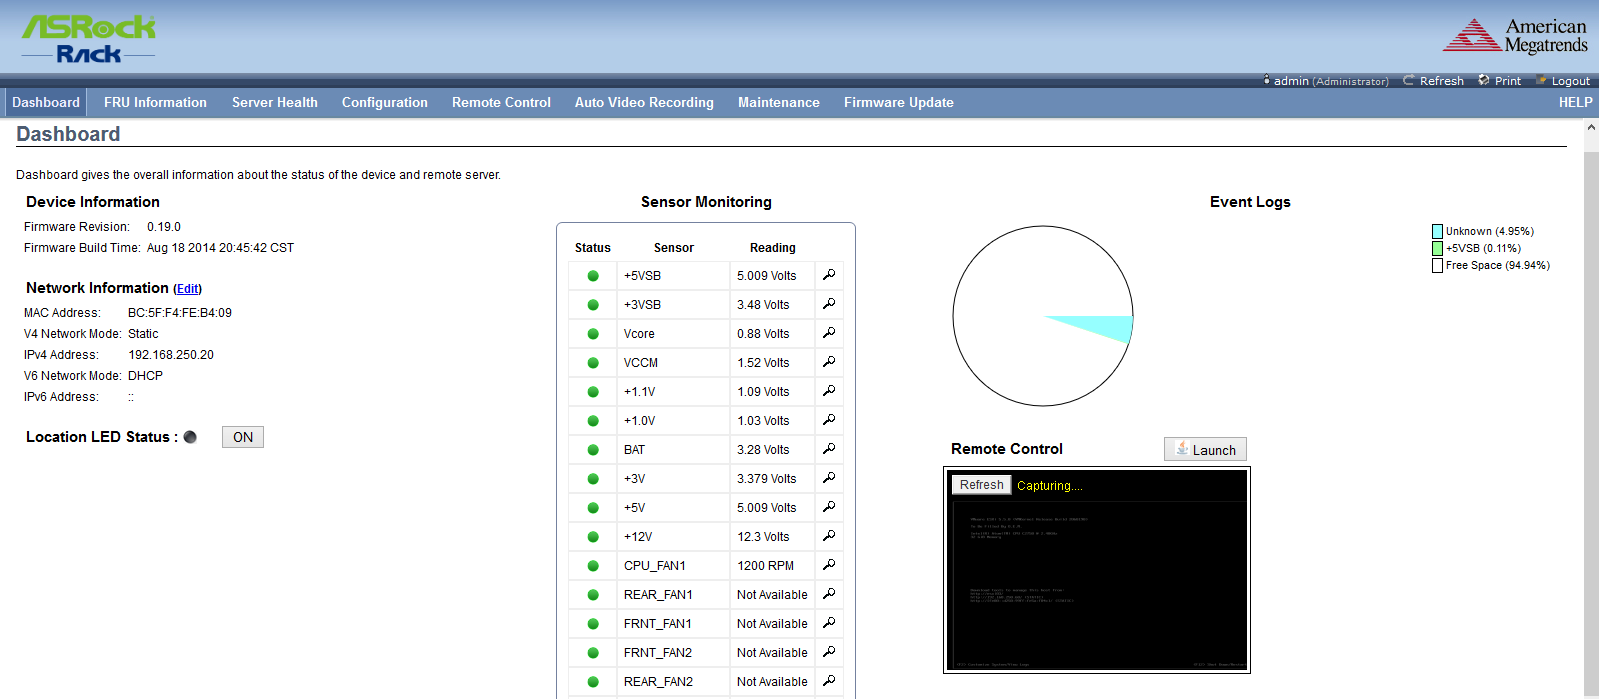 ASRock
Rack
American
Megatrends
admin (Administrator) Refresh Print Logout
Dashboard FRU Information Server Health Configuration Remote Control Auto Video Recording Maintenance Firmware Update HELP
Dashboard
Dashboard gives the overall information about the status of the device and remote server.
Device Information
Firmware Revision: 0.19.0
Firmware Build Time: Aug 18 2014 20:45:42 CST
Network Information (Edit)
MAC Address: BC:5F:F4:FE:B4:09
V4 Network Mode: Static
IPv4 Address: 192.168.250.20
V6 Network Mode: DHCP
IPv6 Address: ::
Location LED Status : ON
Sensor Monitoring
Status Sensor Reading
+5VSB 5.009 Volts
+3VSB 3.48 Volts
Vcore 0.88 Volts
VCCM 1.52 Volts
+1.1V 1.09 Volts
+1.0V 1.03 Volts
BAT 3.28 Volts
+3V 3.379 Volts
+5V 5.009 Volts
+12V 12.3 Volts
CPU_FAN1 1200 RPM
REAR_FAN1 Not Available
FRNT_FAN1 Not Available
FRNT_FAN2 Not Available
REAR_FAN2 Not Available
Event Logs
Unknown (4.95%)
+5VSB (0.11%)
Free Space (94.94%)
Remote Control Launch
Refresh Capturing....